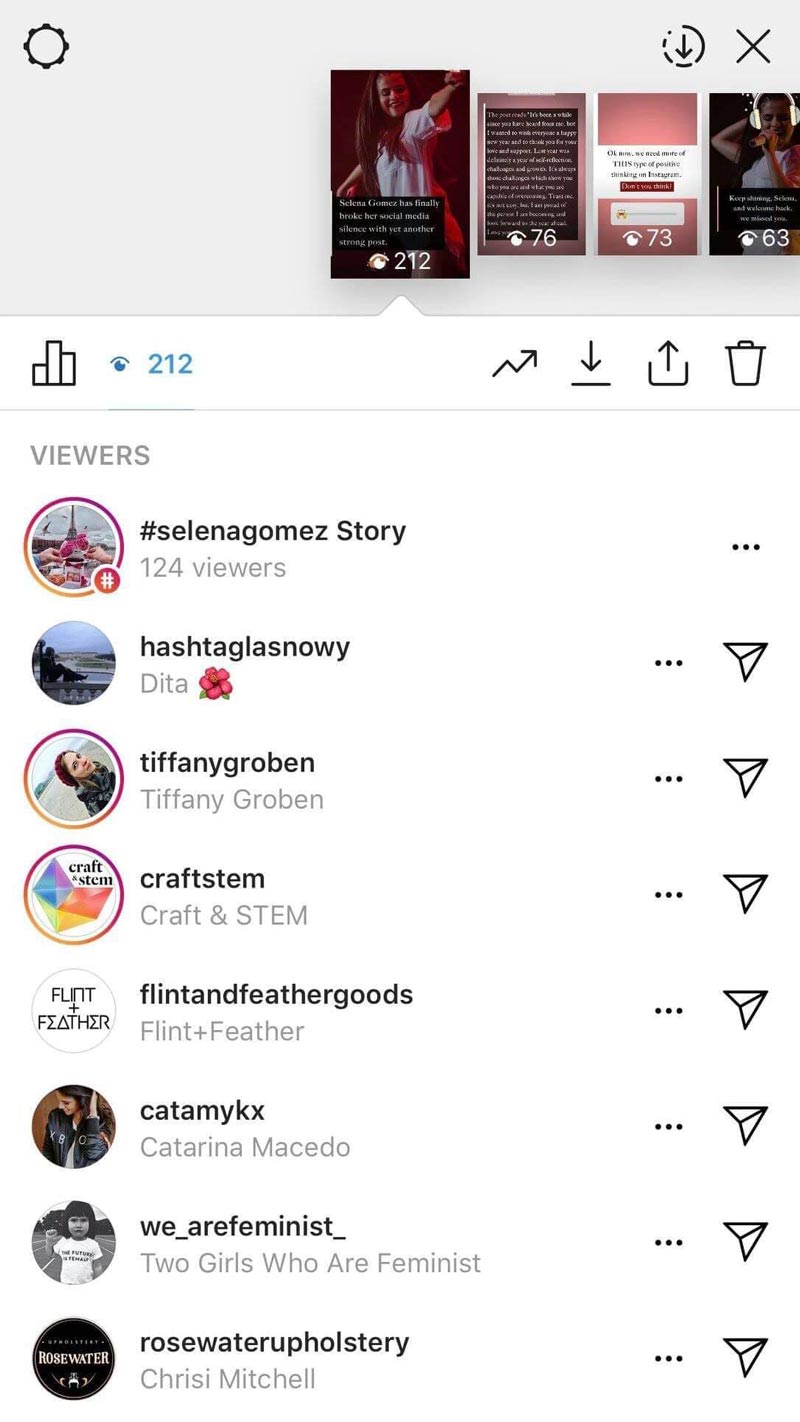 Selena Gomez has finally
broke her social media
silence with yet another
strong post.
212
The post reads "It's been a while
since you have heard from me, but
I wanted to wish everyone a happy
new year and to thank you for your
love and support. Last year was
definitely a year of self-reflection,
challenges and growth. It's always
those challenges which show you
who you are and what you are
capable of overcoming. Trust me,
it's not easy, but I am proud of
the person I am becoming and
look forward to the year ahead.
Love
76
Ok now, we need more of
THIS type of positive
thinking on Instagram.
Don't you think?
73
Keep shining, Selena,
and welcome back,
we missed you.
63
212
VIEWERS
#selenagomez Story
124 viewers
#
hashtaglasnowy
Dita 🌺
tiffanygroben
Tiffany Groben
craft
&stem
craftstem
Craft & STEM
FLINT
+
FEATHER
flintandfeathergoods
Flint+Feather
catamykx
Catarina Macedo
THE FUTURE
IS FEMALE
we_arefeminist_
Two Girls Who Are Feminist
UPHOLSTERY
ROSEWATER
rosewaterupholstery
Chrisi Mitchell